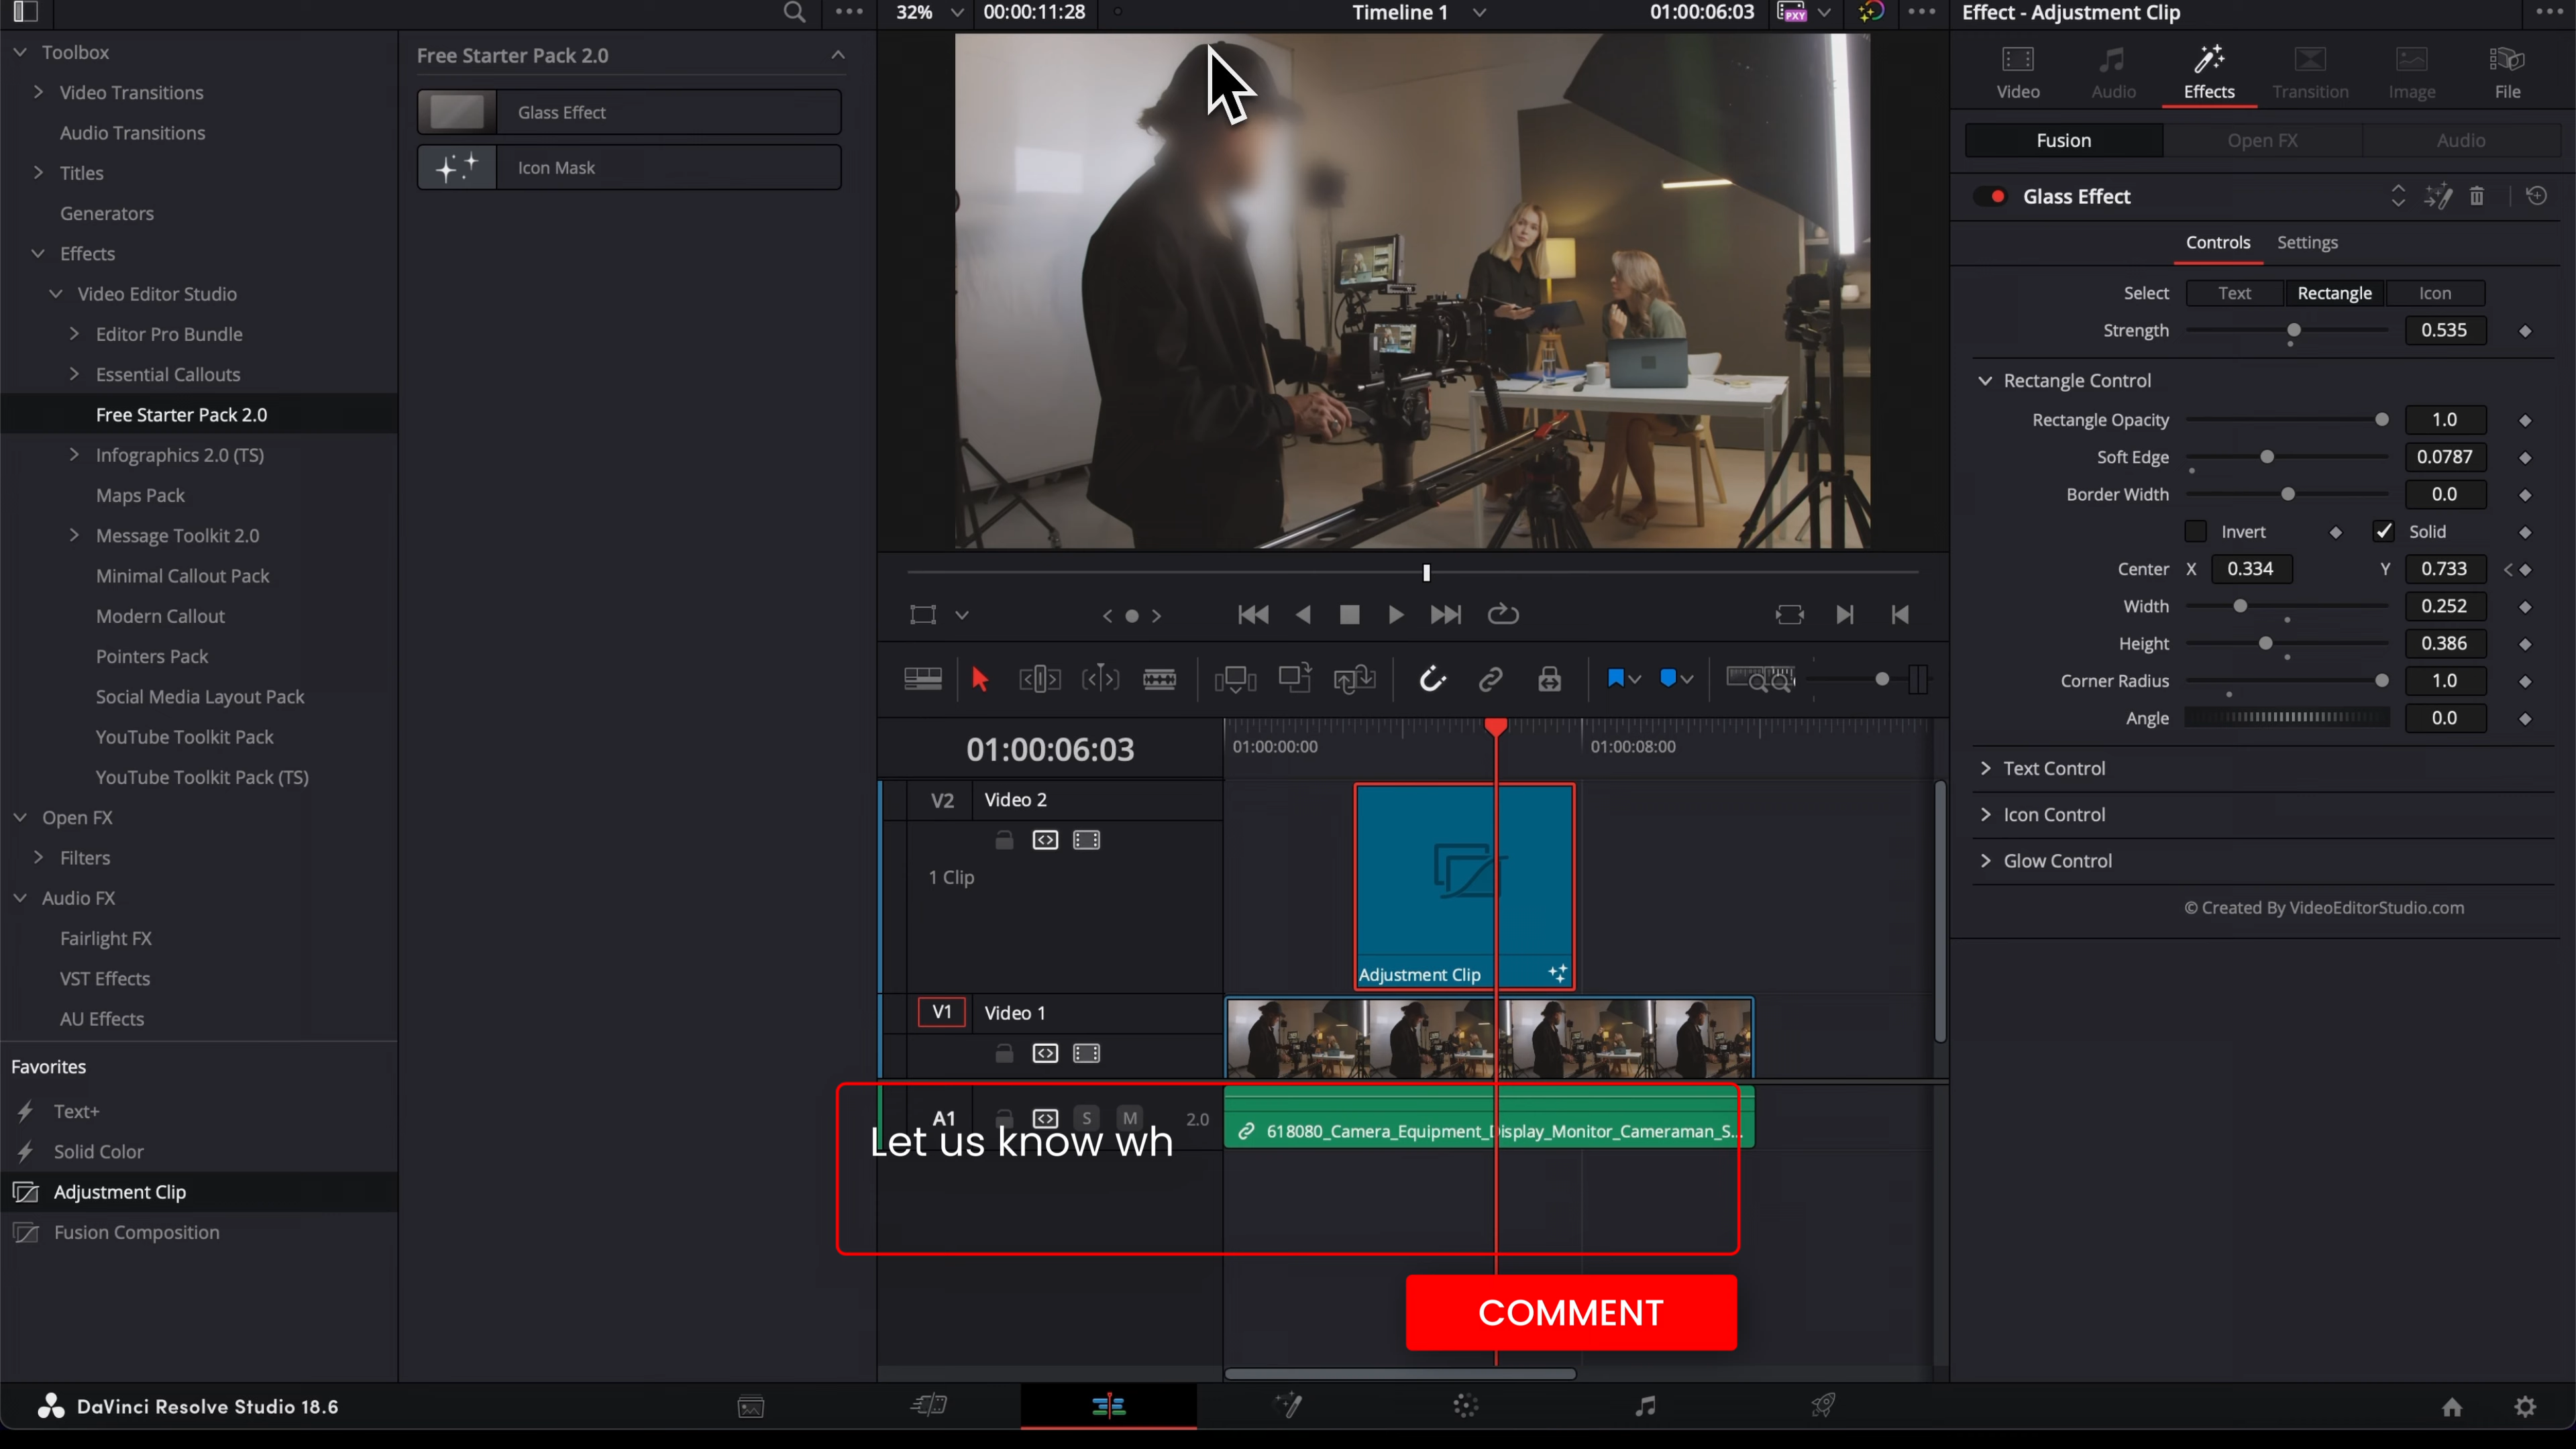 32%
00:00:11:28
Timeline 1
01:00:06:03
PXY
Effect - Adjustment Clip
Toolbox
Video Transitions
Audio Transitions
Titles
Generators
Effects
Video Editor Studio
Editor Pro Bundle
Essential Callouts
Free Starter Pack 2.0
Infographics 2.0 (TS)
Maps Pack
Message Toolkit 2.0
Minimal Callout Pack
Modern Callout
Pointers Pack
Social Media Layout Pack
YouTube Toolkit Pack
YouTube Toolkit Pack (TS)
Open FX
Filters
Audio FX
Fairlight FX
VST Effects
AU Effects
Favorites
Text+
Solid Color
Adjustment Clip
Fusion Composition
Free Starter Pack 2.0
Glass Effect
Icon Mask
Video Audio Effects Transition Image File
Fusion Open FX Audio
Glass Effect
Controls Settings
Select Text Rectangle Icon
Strength 0.535
Rectangle Control
Rectangle Opacity 1.0
Soft Edge 0.0787
Border Width 0.0
Invert Solid
Center X 0.334 Y 0.733
Width 0.252
Height 0.386
Corner Radius 1.0
Angle 0.0
Text Control
Icon Control
Glow Control
© Created By VideoEditorStudio.com
01:00:06:03
01:00:00:00 01:00:08:00
V2 Video 2
1 Clip
Adjustment Clip
V1 Video 1
A1 S M 2.0
618080_Camera_Equipment_Display_Monitor_Cameraman_S...
Let us know wh
COMMENT
DaVinci Resolve Studio 18.6